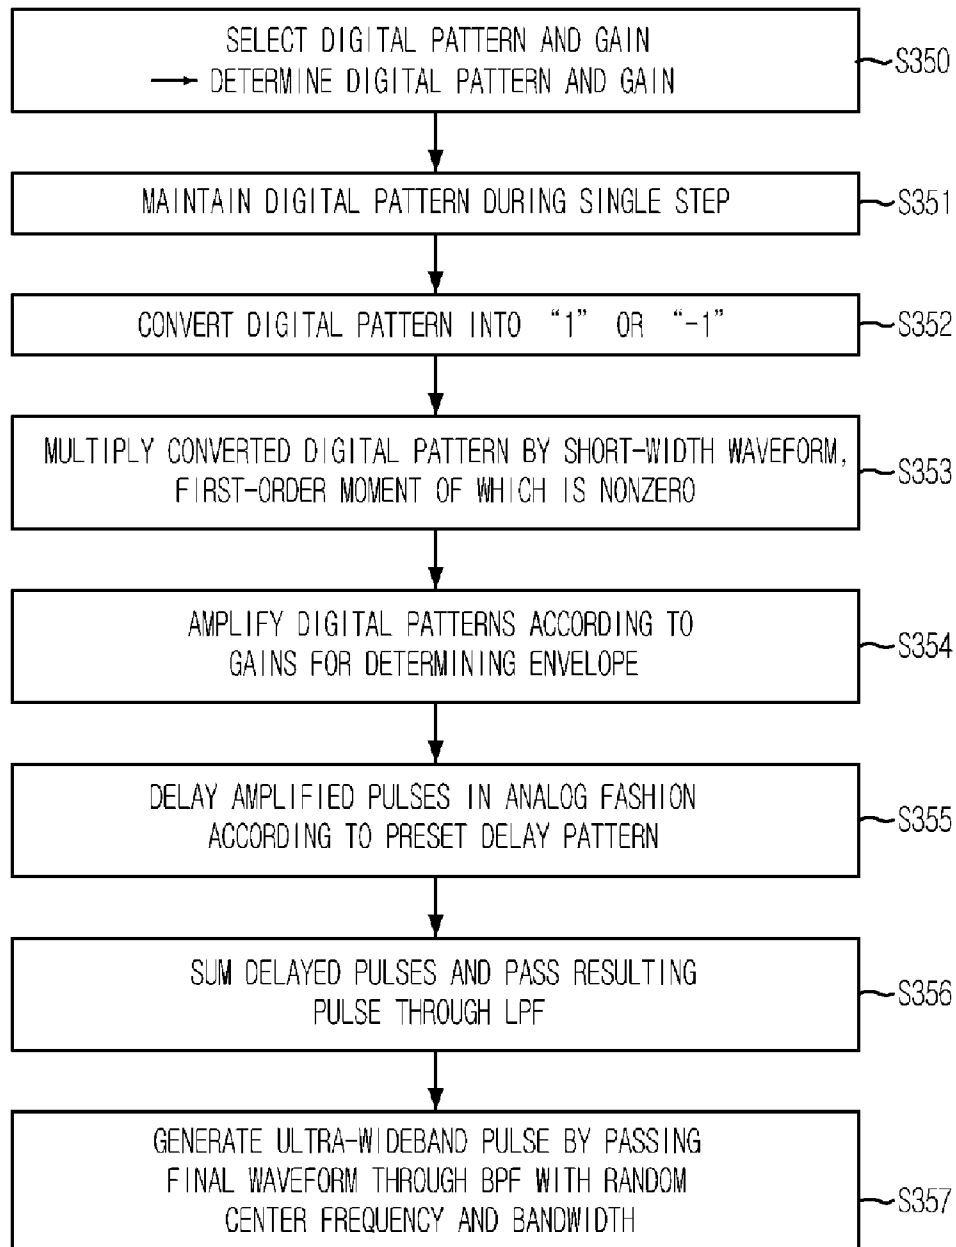 SELECT DIGITAL PATTERN AND GAIN
→ DETERMINE DIGITAL PATTERN AND GAIN
S350
MAINTAIN DIGITAL PATTERN DURING SINGLE STEP
S351
CONVERT DIGITAL PATTERN INTO “1” OR “-1”
S352
MULTIPLY CONVERTED DIGITAL PATTERN BY SHORT-WIDTH WAVEFORM,
FIRST-ORDER MOMENT OF WHICH IS NONZERO
S353
AMPLIFY DIGITAL PATTERNS ACCORDING TO
GAINS FOR DETERMINING ENVELOPE
S354
DELAY AMPLIFIED PULSES IN ANALOG FASHION
ACCORDING TO PRESET DELAY PATTERN
S355
SUM DELAYED PULSES AND PASS RESULTING
PULSE THROUGH LPF
S356
GENERATE ULTRA-WIDEBAND PULSE BY PASSING
FINAL WAVEFORM THROUGH BPF WITH RANDOM
CENTER FREQUENCY AND BANDWIDTH
S357